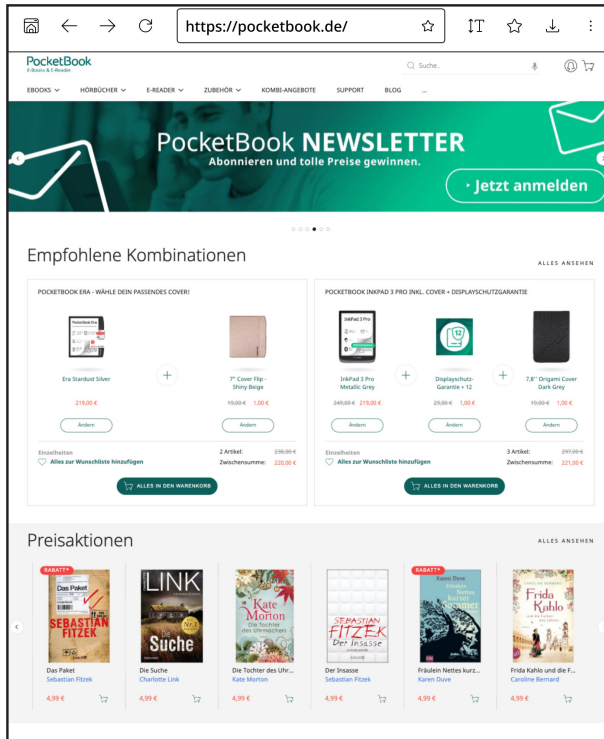 https://pocketbook.de/
PocketBook
E-Books & E-Reader
Suche..
EBOOKS HÖRBÜCHER E-READER ZUBEHÖR KOMBI-ANGEBOTE SUPPORT BLOG ...
PocketBook NEWSLETTER
Abonnieren und tolle Preise gewinnen.
Jetzt anmelden
Empfohlene Kombinationen
ALLES ANSEHEN
POCKETBOOK ERA - WÄHLE DEIN PASSENDES COVER!
Era Stardust Silver
219,00 €
Ändern
+
7" Cover Flip -
Shiny Beige
19,00 € 1,00 €
Ändern
Einzelheiten
Alles zur Wunschliste hinzufügen
2 Artikel: 238,00 €
Zwischensumme: 220,00 €
ALLES IN DEN WARENKORB
POCKETBOOK INKPAD 3 PRO INKL. COVER + DISPLAYSCHUTZGARANTIE
InkPad 3 Pro
InkPad 3 Pro
Metallic Grey
249,00 € 219,00 €
Ändern
+
12
Displayschutz-
Garantie + 12
29,00 € 1,00 €
Ändern
+
7,8'' Origami Cover
Dark Grey
19,00 € 1,00 €
Ändern
Einzelheiten
Alles zur Wunschliste hinzufügen
3 Artikel: 297,00 €
Zwischensumme: 221,00 €
ALLES IN DEN WARENKORB
Preisaktionen
ALLES ANSEHEN
RABATT*
Das Paket
SEBASTIAN
FITZEK
Das Paket
Sebastian Fitzek
4,99 €
LINK
Die
Suche
Die Suche
Charlotte Link
4,99 €
Kate
Morton
Die Tochter
des Uhrmachers
Die Tochter des Uhr...
Kate Morton
4,99 €
SEBASTIAN
FITZEK
Der Insasse
Der Insasse
Sebastian Fitzek
4,99 €
RABATT*
Karen Duve
Fräulein
Nettes
kurzer
Sommer
Fräulein Nettes kurz...
Karen Duve
4,99 €
CAROLINE BERNARD
Frida
Kahlo
Frida Kahlo und die F...
Caroline Bernard
4,99 €